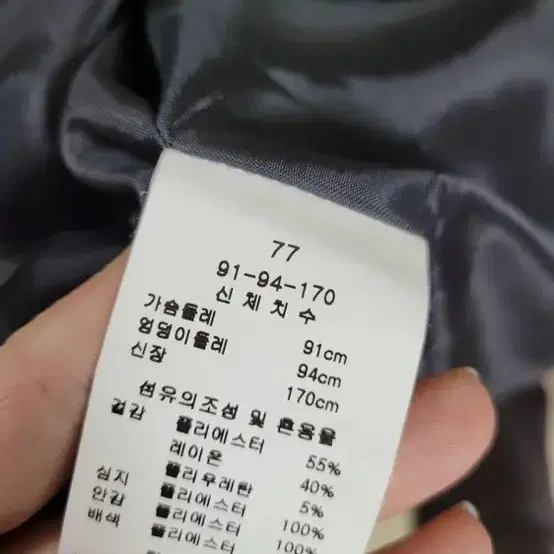 77
91-94-170
신 체 치 수
가슴둘레 91cm
엉덩이둘레 94cm
신장 170cm
섬유의조성 및 혼용율
겉감 폴리에스터 55%
레이온 40%
폴리우레탄 5%
심지 폴리에스터 100%
안감 폴리에스터 100%
배색 폴리에스터 100%